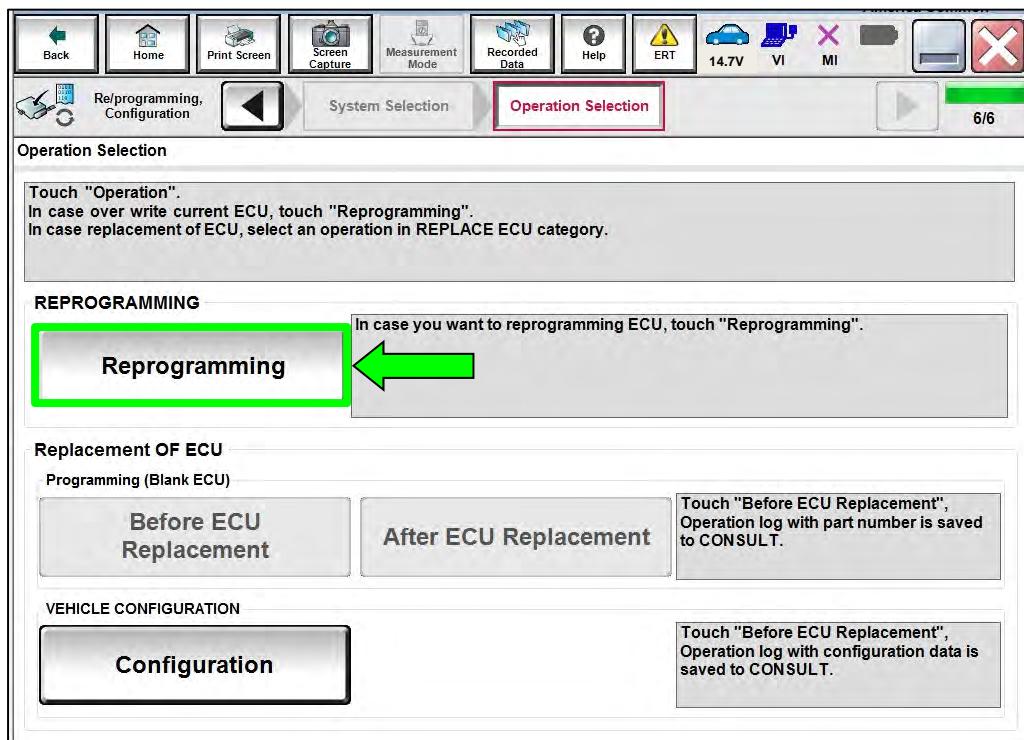 Back
Home
Print Screen
Screen
Capture
Measurement
Mode
Recorded
Data
Help
ERT
14.7V
VI
MI
Re/programming,
Configuration
System Selection
Operation Selection
6/6
Operation Selection
Touch "Operation".
In case over write current ECU, touch "Reprogramming".
In case replacement of ECU, select an operation in REPLACE ECU category.
REPROGRAMMING
Reprogramming
In case you want to reprogramming ECU, touch "Reprogramming".
Replacement OF ECU
Programming (Blank ECU)
Before ECU
Replacement
After ECU Replacement
Touch "Before ECU Replacement",
Operation log with part number is saved
to CONSULT.
VEHICLE CONFIGURATION
Configuration
Touch "Before ECU Replacement",
Operation log with configuration data is
saved to CONSULT.